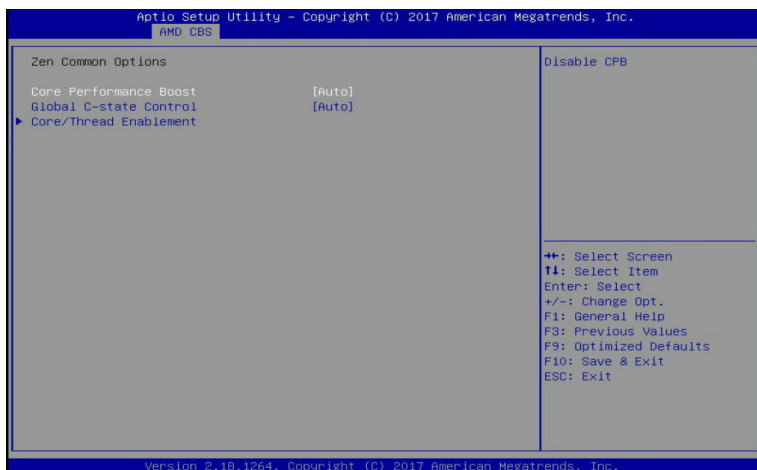 Aptio Setup Utility – Copyright (C) 2017 American Megatrends, Inc.
AMD CBS
Zen Common Options
Disable CPB
Core Performance Boost [Auto]
Global C-state Control [Auto]
Core/Thread Enablement
→←: Select Screen
↑↓: Select Item
Enter: Select
+/-: Change Opt.
F1: General Help
F3: Previous Values
F9: Optimized Defaults
F10: Save & Exit
ESC: Exit
Version 2.18.1264. Copyright (C) 2017 American Megatrends, Inc.